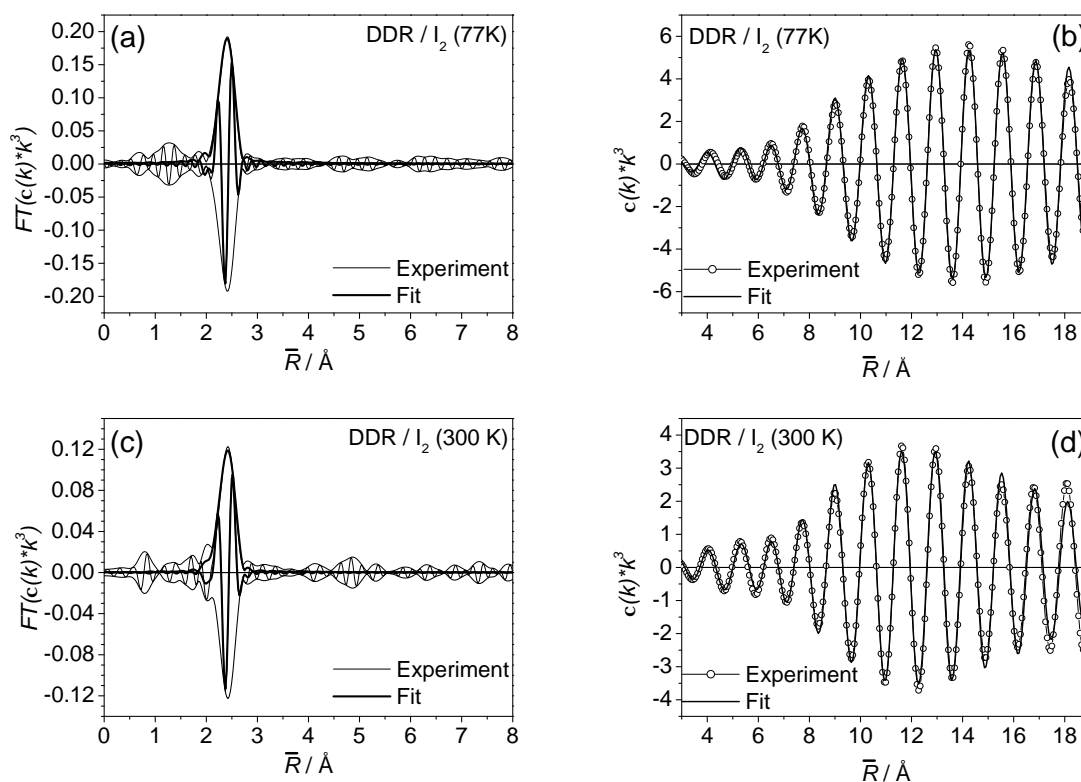 (a)
DDR / I2 (77K)
FT(c(k)*k3)
0.20
0.15
0.10
0.05
0.00
-0.05
-0.10
-0.15
-0.20
Experiment
Fit
0 1 2 3 4 5 6 7 8
R / Å
DDR / I2 (77K)
(b)
c(k)*k3
6
4
2
0
-2
-4
-6
Experiment
Fit
4 6 8 10 12 14 16 18
R / Å
(c)
DDR / I2 (300 K)
FT(c(k)*k3)
0.12
0.08
0.04
0.00
-0.04
-0.08
-0.12
Experiment
Fit
0 1 2 3 4 5 6 7 8
R / Å
DDR / I2 (300 K)
(d)
c(k)*k3
4
3
2
1
0
-1
-2
-3
-4
Experiment
Fit
4 6 8 10 12 14 16 18
R / Å